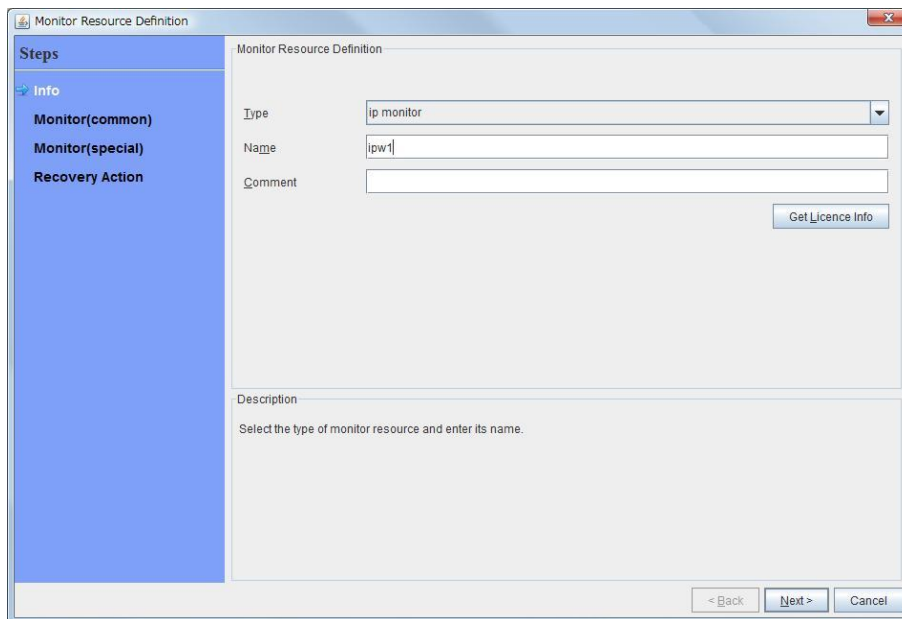 Monitor Resource Definition
Steps
Info
Monitor(common)
Monitor(special)
Recovery Action
Monitor Resource Definition
Type
ip monitor
Name
ipw1
Comment
Get Licence Info
Description
Select the type of monitor resource and enter its name.
< Back
Next >
Cancel